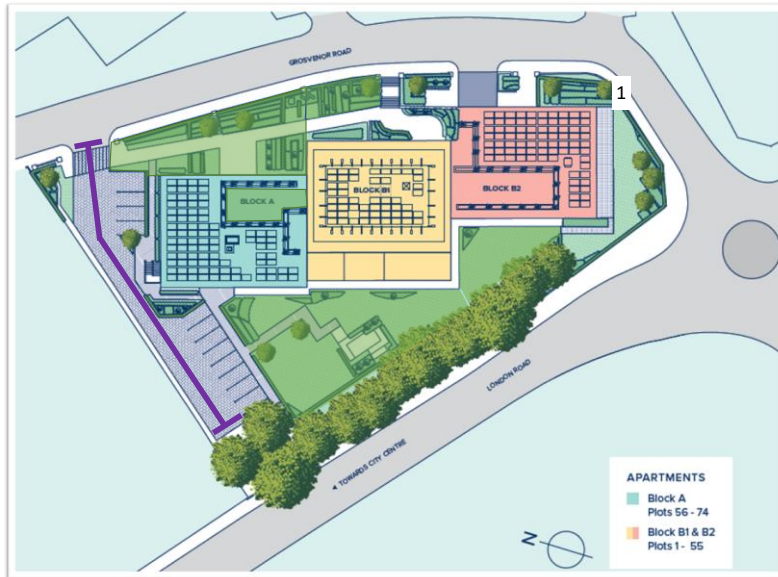 GROSVENOR ROAD
1
BLOCK B1
BLOCK B2
BLOCK A
LONDON ROAD
TOWARDS CITY CENTRE
APARTMENTS
Block A
Plots 56 - 74
Block B1 & B2
Plots 1 - 55
N